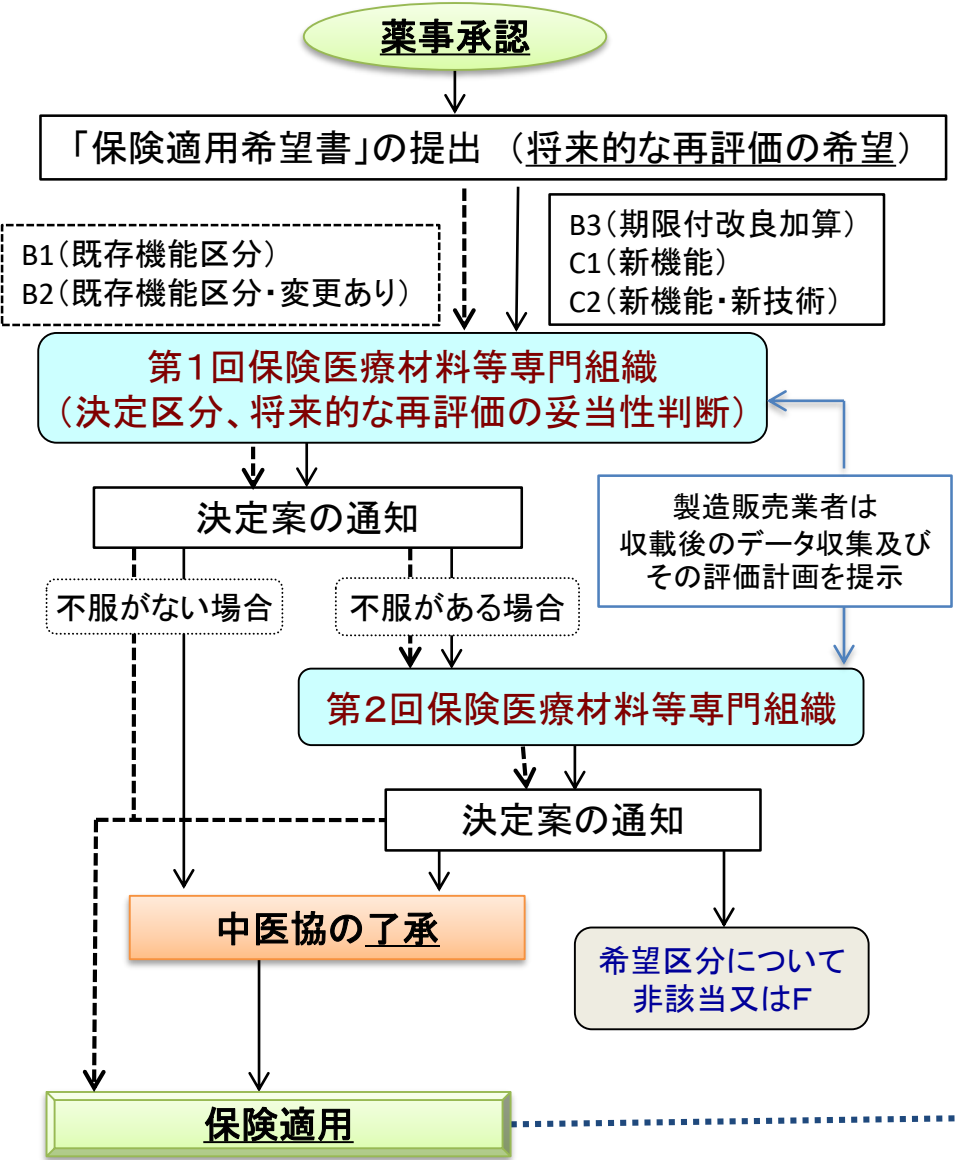 薬事承認
「保険適用希望書」の提出 （将来的な再評価の希望）
B1（既存機能区分）
B2（既存機能区分・変更あり）
B3（期限付改良加算）
C1（新機能）
C2（新機能・新技術）
第１回保険医療材料等専門組織
（決定区分、将来的な再評価の妥当性判断）
決定案の通知
製造販売業者は
収載後のデータ収集及び
その評価計画を提示
不服がない場合
不服がある場合
第２回保険医療材料等専門組織
決定案の通知
中医協の了承
希望区分について
非該当又はF
保険適用